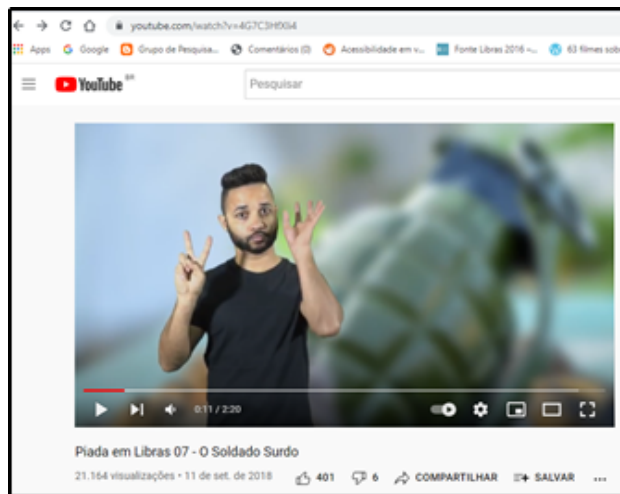 youtube.com/watch?v=4G7C3Hf00i4
Apps Google Grupo de Pesquisa... Comentários (0) Acessibilidade em v... Fonte Libras 2016 -... 63 filmes sob
YouTube BR
Pesquisar
0:11 / 2:20
Piada em Libras 07 - O Soldado Surdo
21.164 visualizações • 11 de set. de 2018 401 6 COMPARTILHAR SALVAR ...